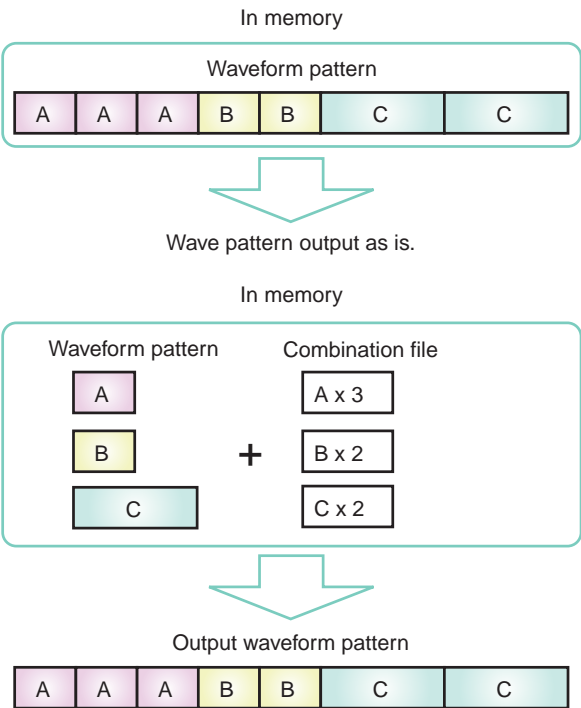 In memory
Waveform pattern
A A A B B C C
Wave pattern output as is.
In memory
Waveform pattern Combination file
A A x 3
B + B x 2
C C x 2
Output waveform pattern
A A A B B C C